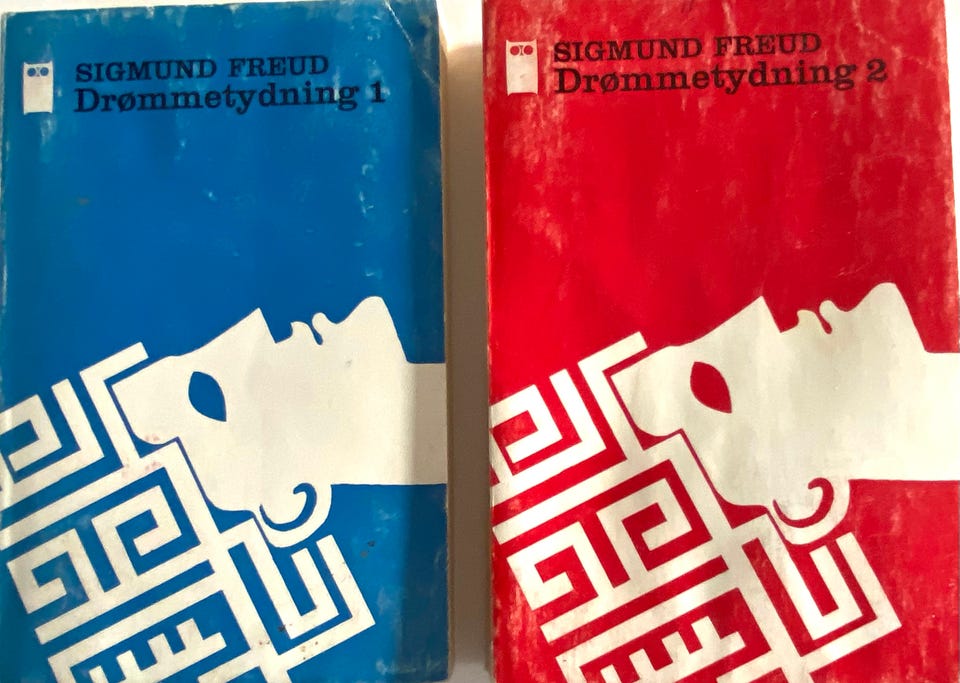 SIGMUND FREUD
Drømmetydning 1
SIGMUND FREUD
Drømmetydning 2